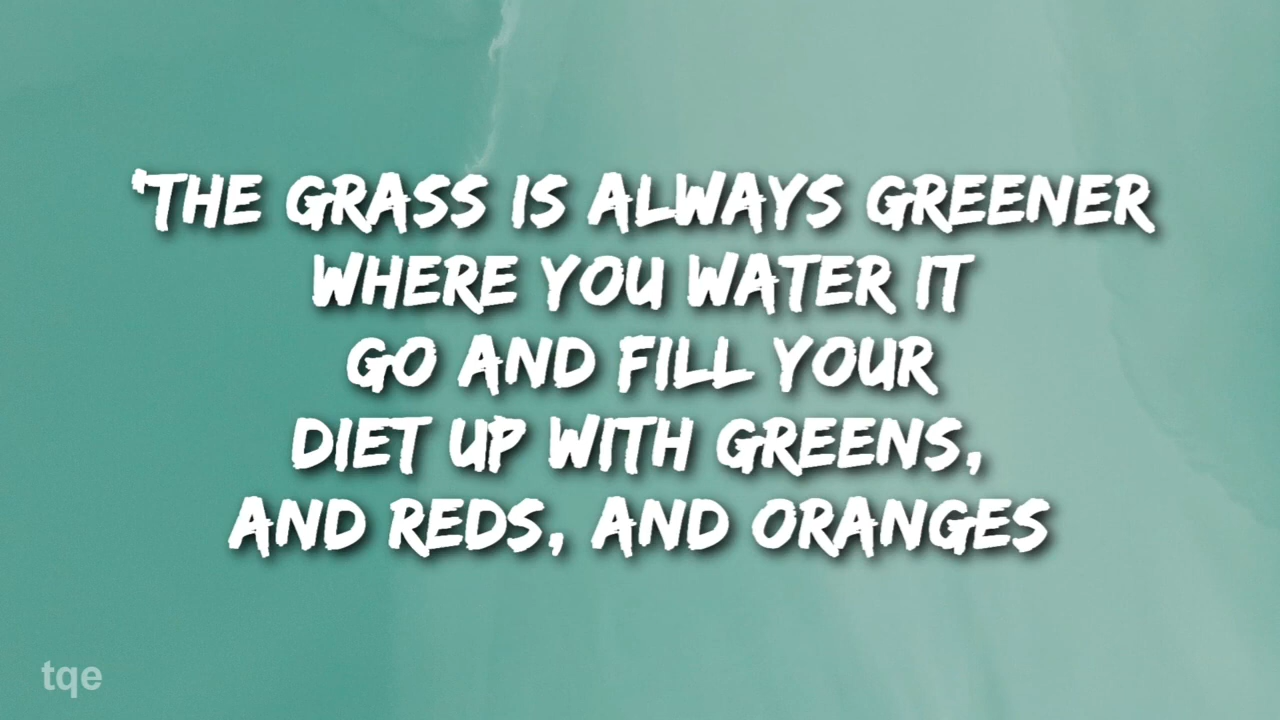 'THE GRASS IS ALWAYS GREENER
WHERE YOU WATER IT
GO AND FILL YOUR
DIET UP WITH GREENS,
AND REDS, AND ORANGES
tqe